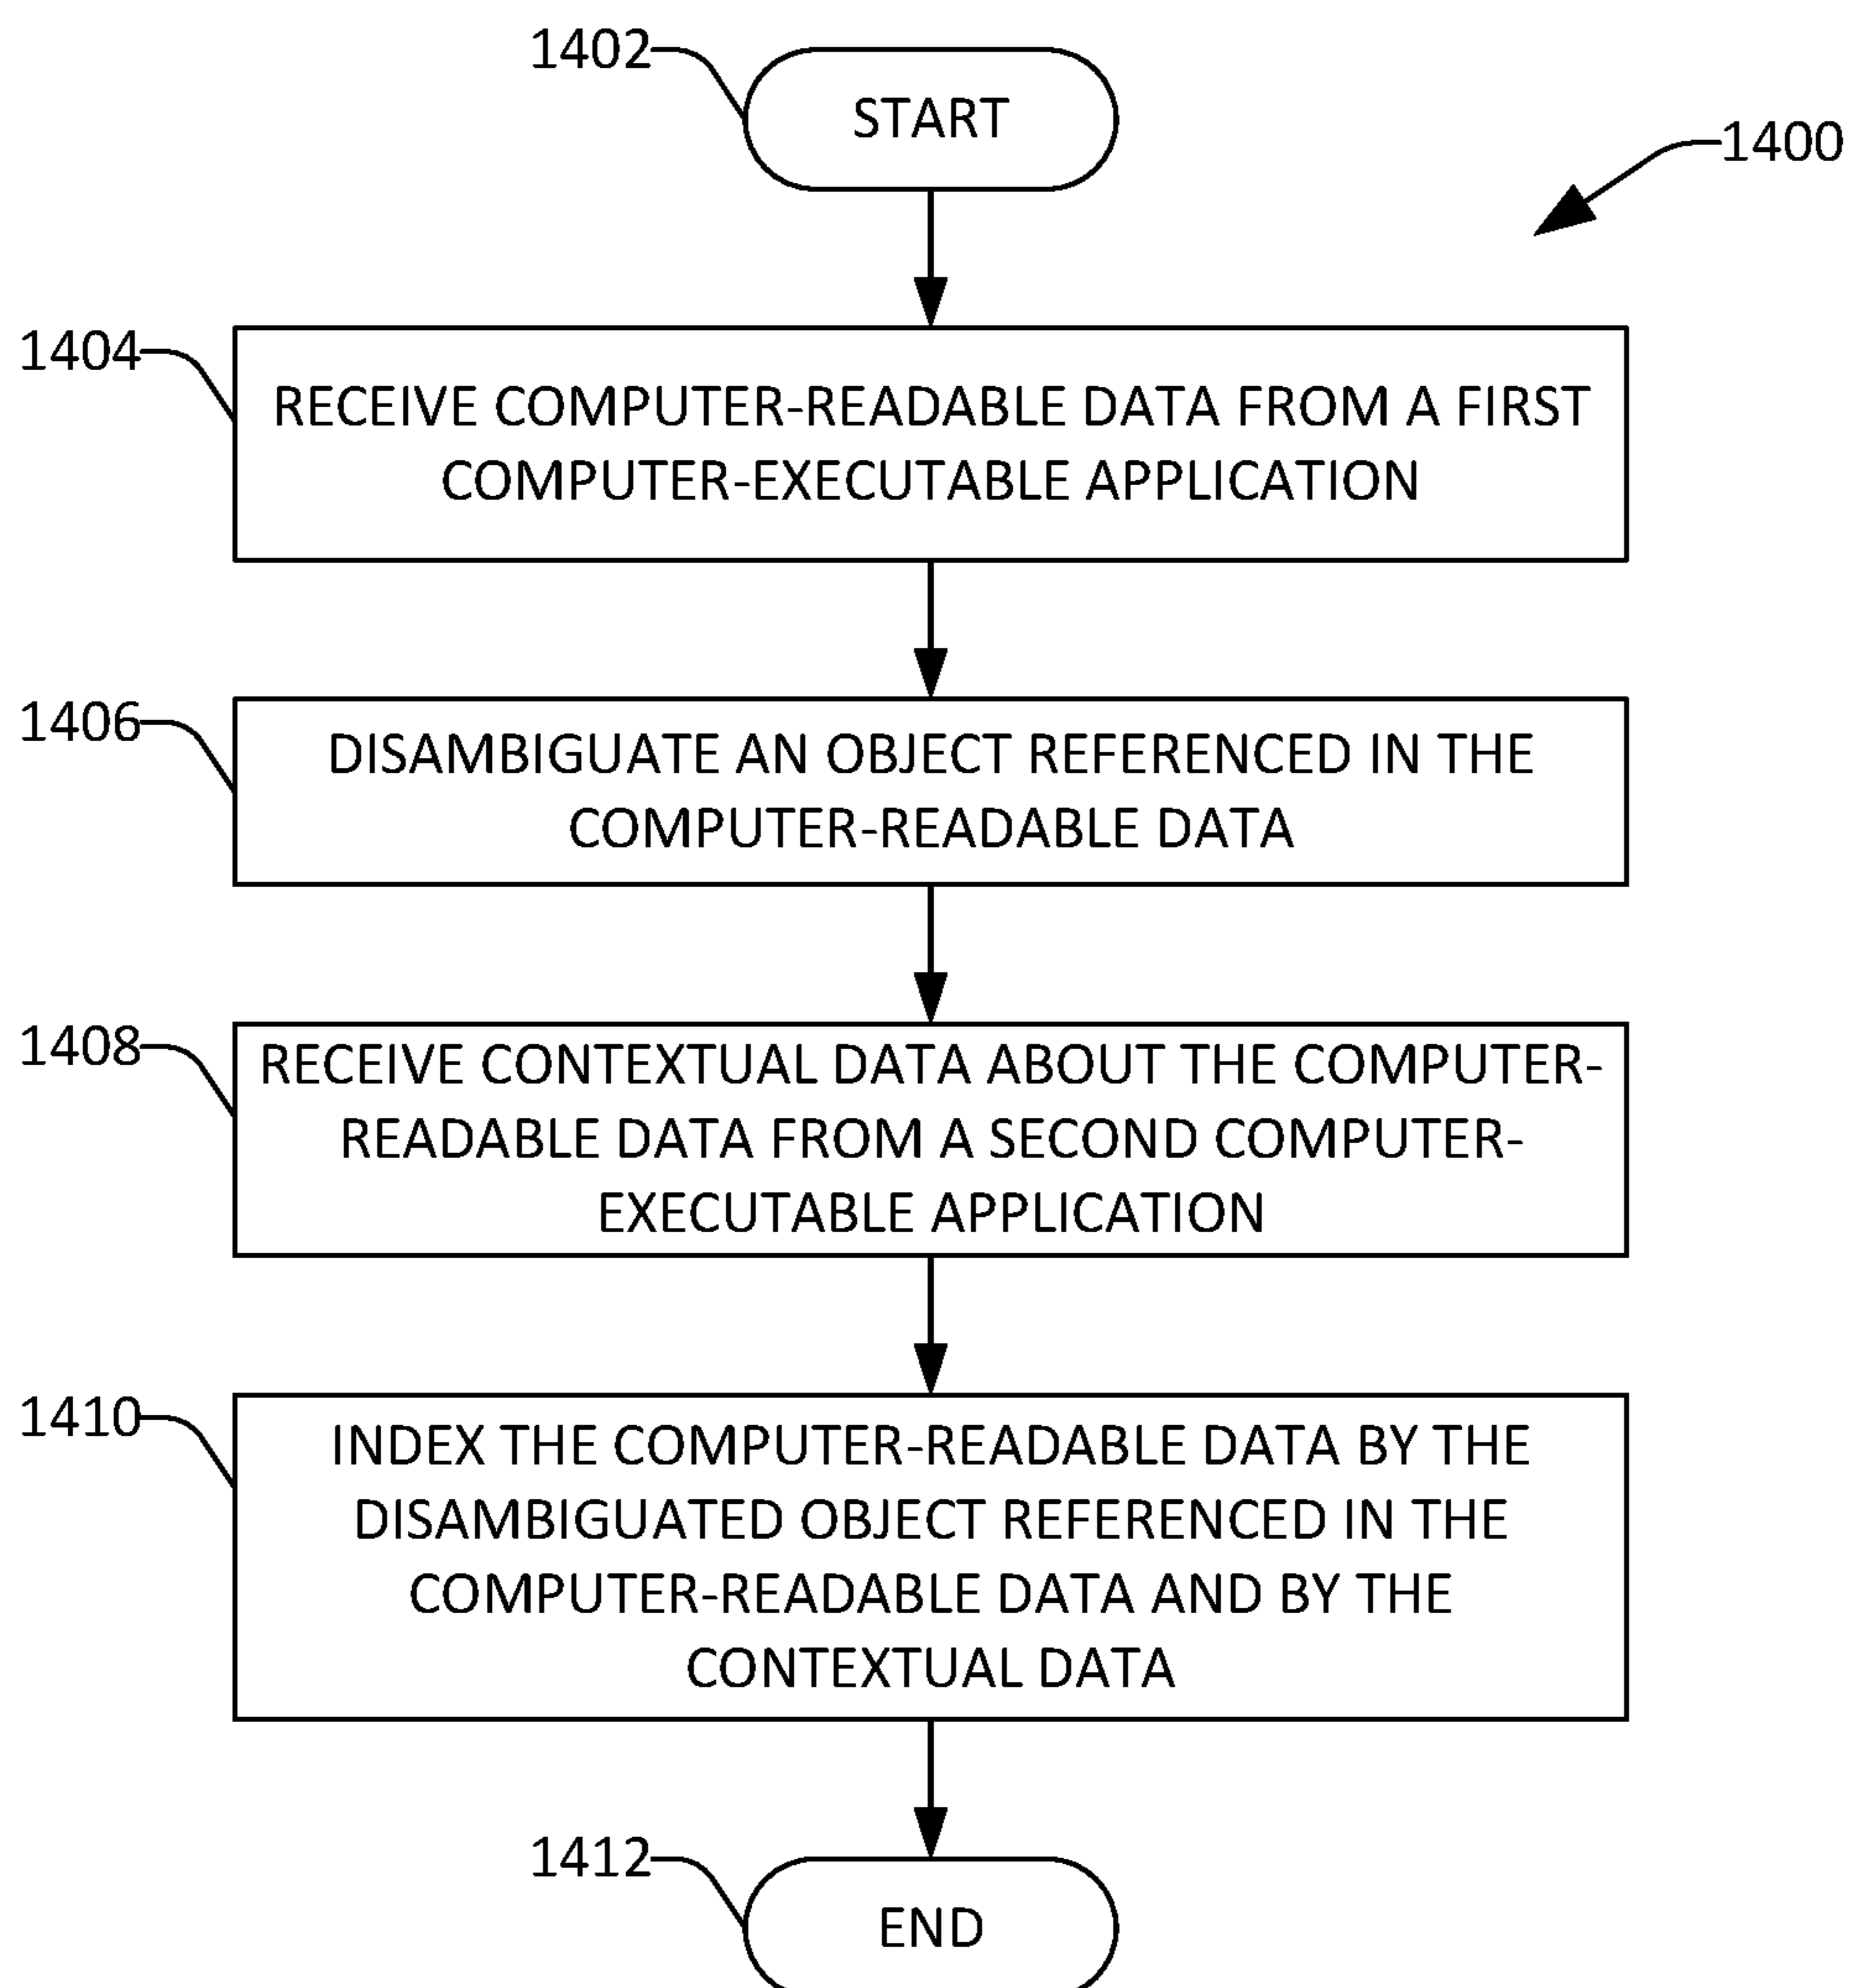 1402
START
1400
1404
RECEIVE COMPUTER-READABLE DATA FROM A FIRST
COMPUTER-EXECUTABLE APPLICATION
1406
DISAMBIGUATE AN OBJECT REFERENCED IN THE
COMPUTER-READABLE DATA
1408
RECEIVE CONTEXTUAL DATA ABOUT THE COMPUTER-
READABLE DATA FROM A SECOND COMPUTER-
EXECUTABLE APPLICATION
1410
INDEX THE COMPUTER-READABLE DATA BY THE
DISAMBIGUATED OBJECT REFERENCED IN THE
COMPUTER-READABLE DATA AND BY THE
CONTEXTUAL DATA
1412
END